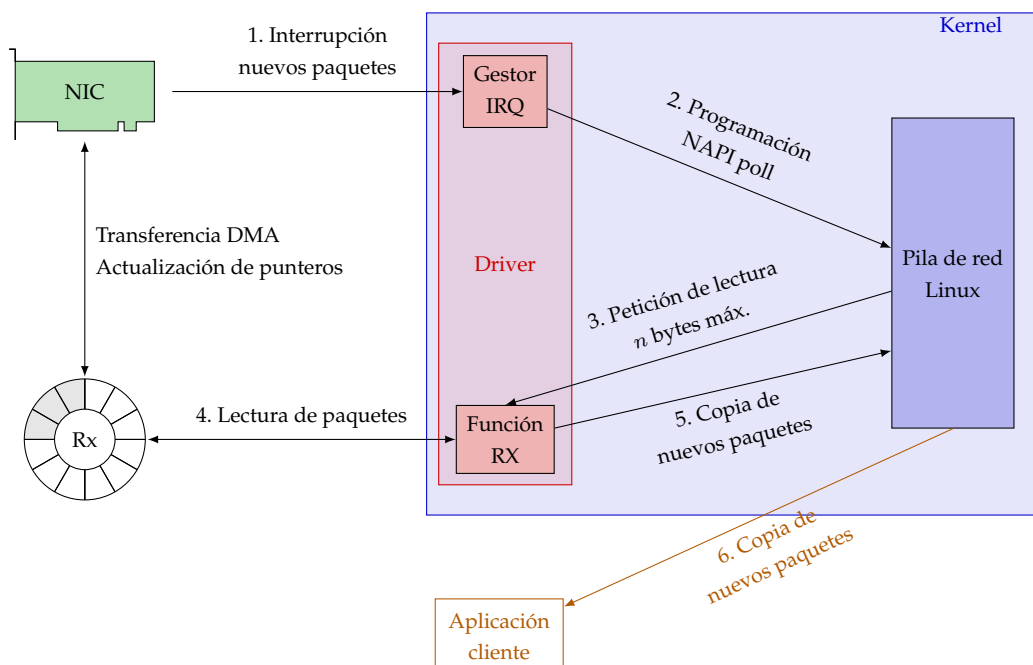 Kernel
1. Interrupción
nuevos paquetes
NIC
Gestor
IRQ
2. Programación
NAPI poll
Transferencia DMA
Actualización de punteros
Driver
Pila de red
Linux
3. Petición de lectura
n bytes máx.
Rx
4. Lectura de paquetes
Función
RX
5. Copia de
nuevos paquetes
6. Copia de
nuevos paquetes
Aplicación
cliente